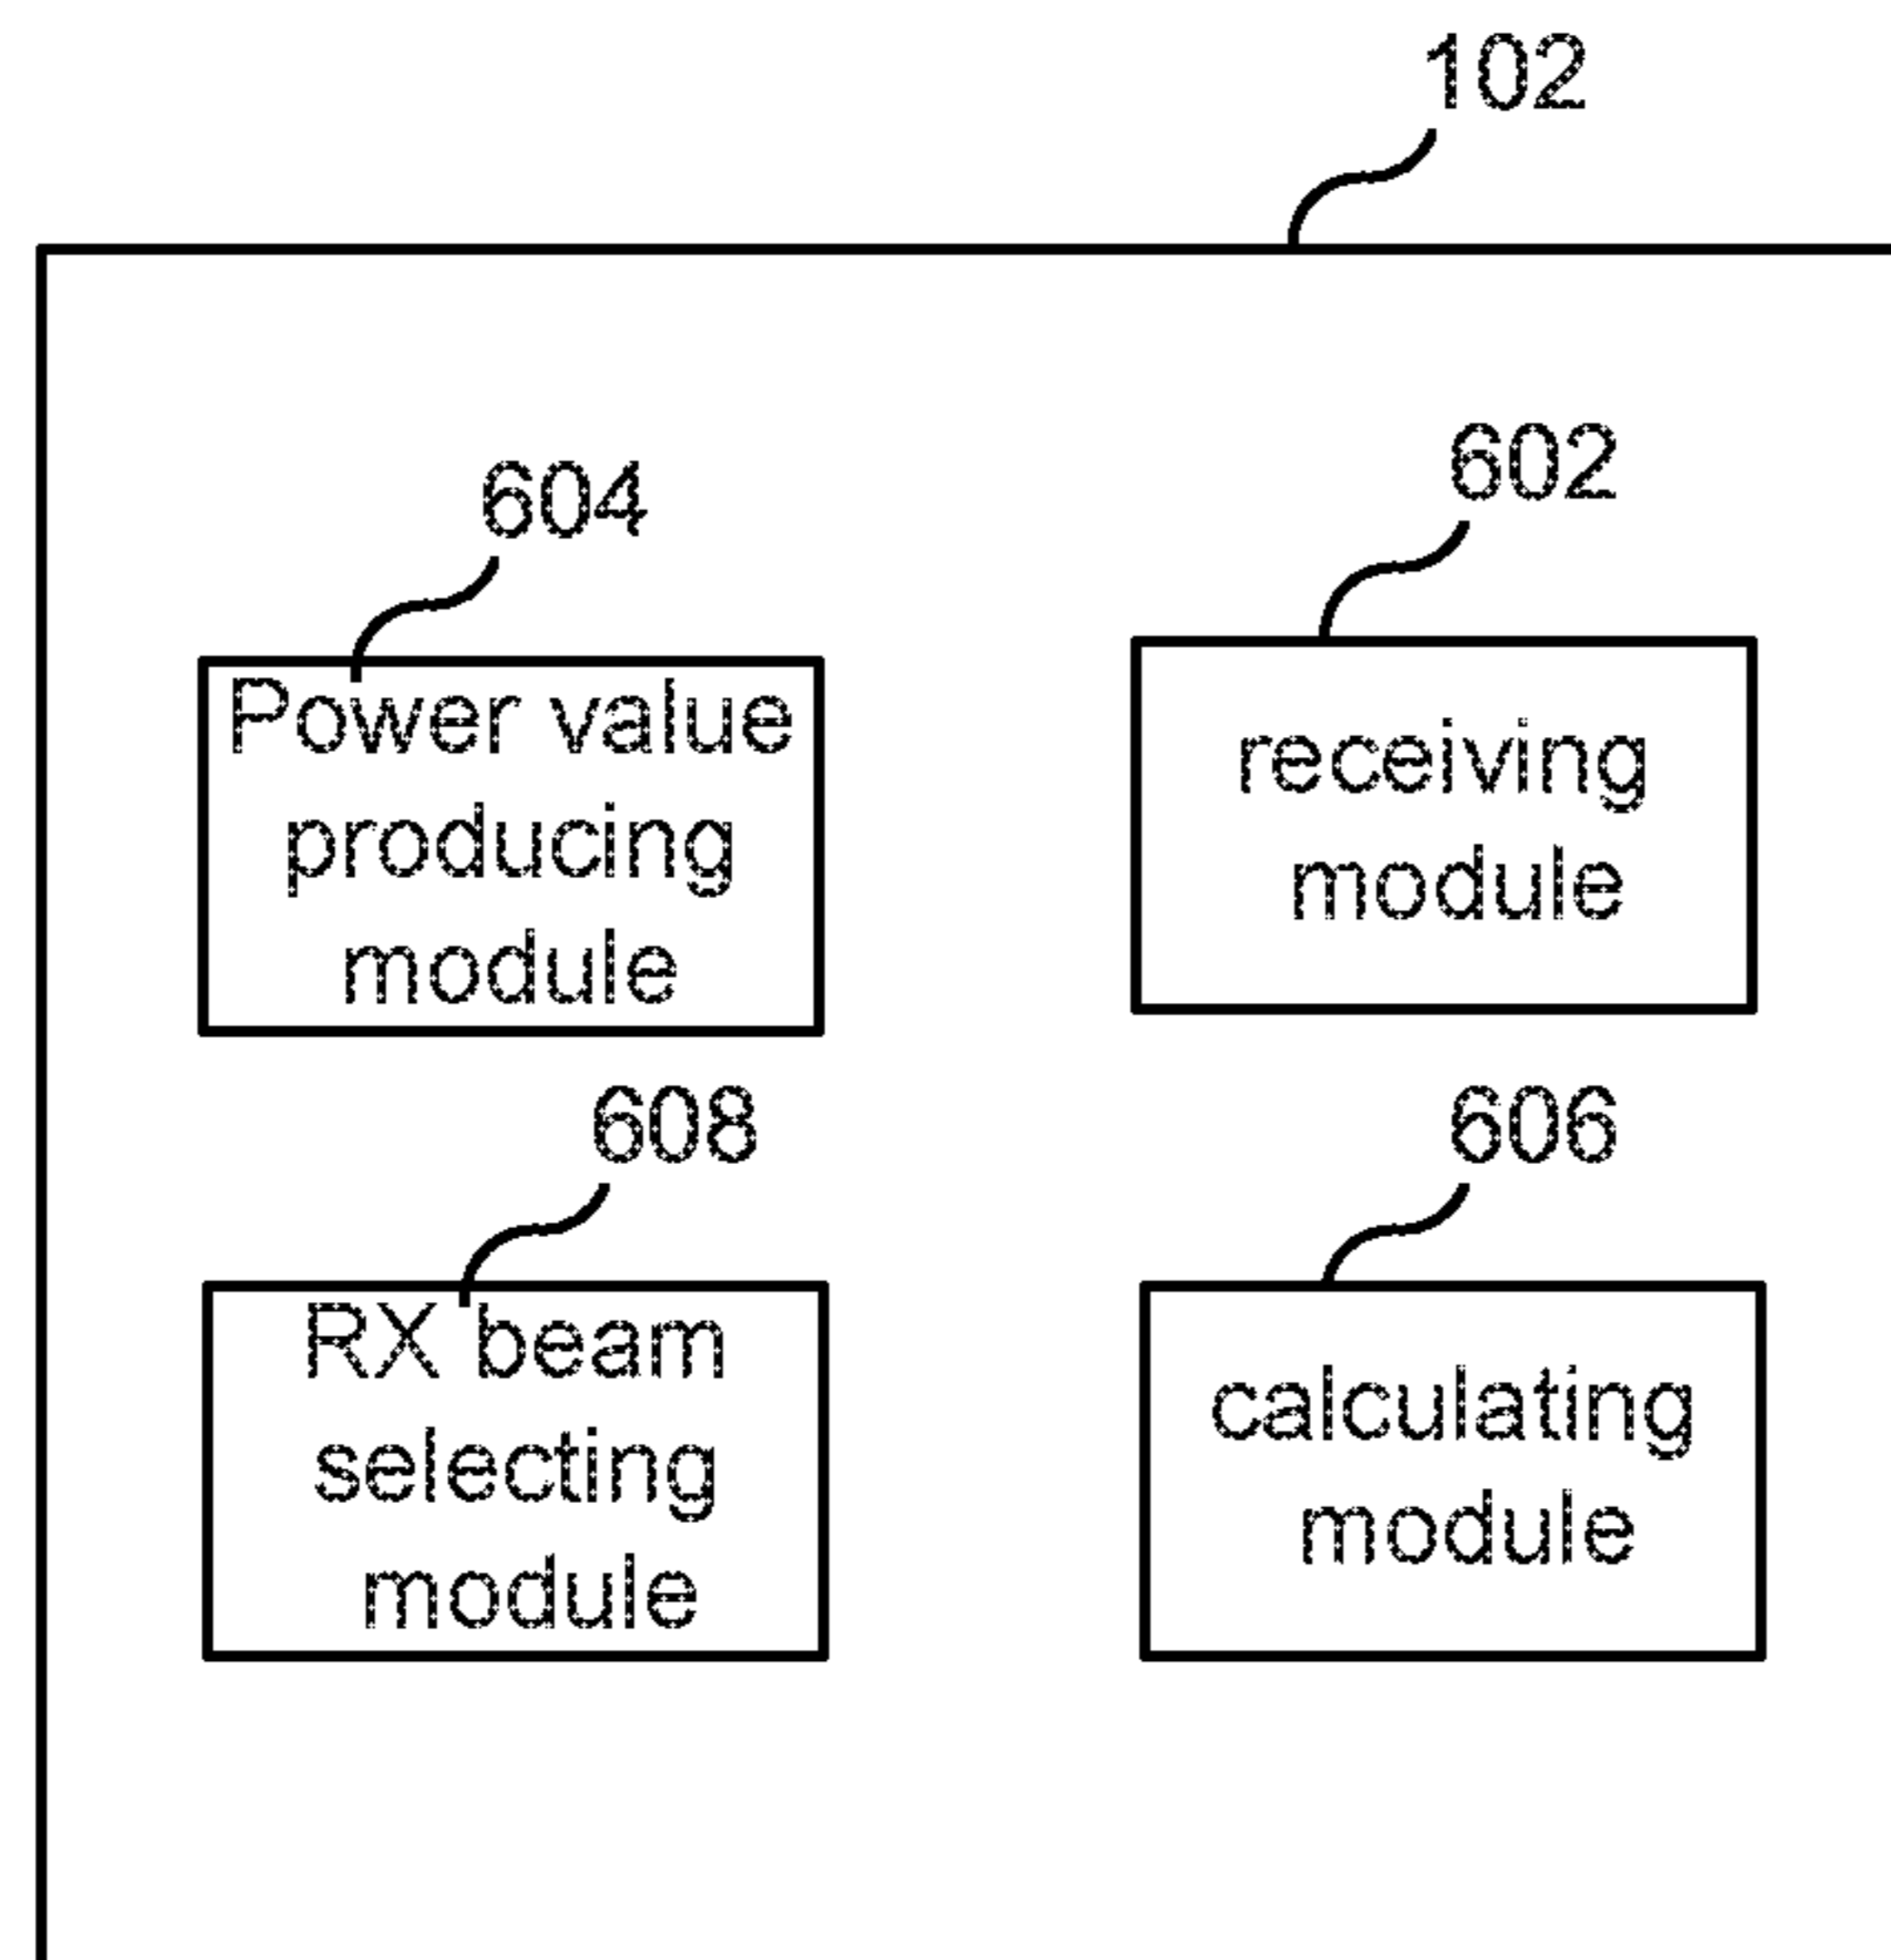 102
604
602
Power value
producing
module
receiving
module
608
606
RX beam
selecting
module
calculating
module